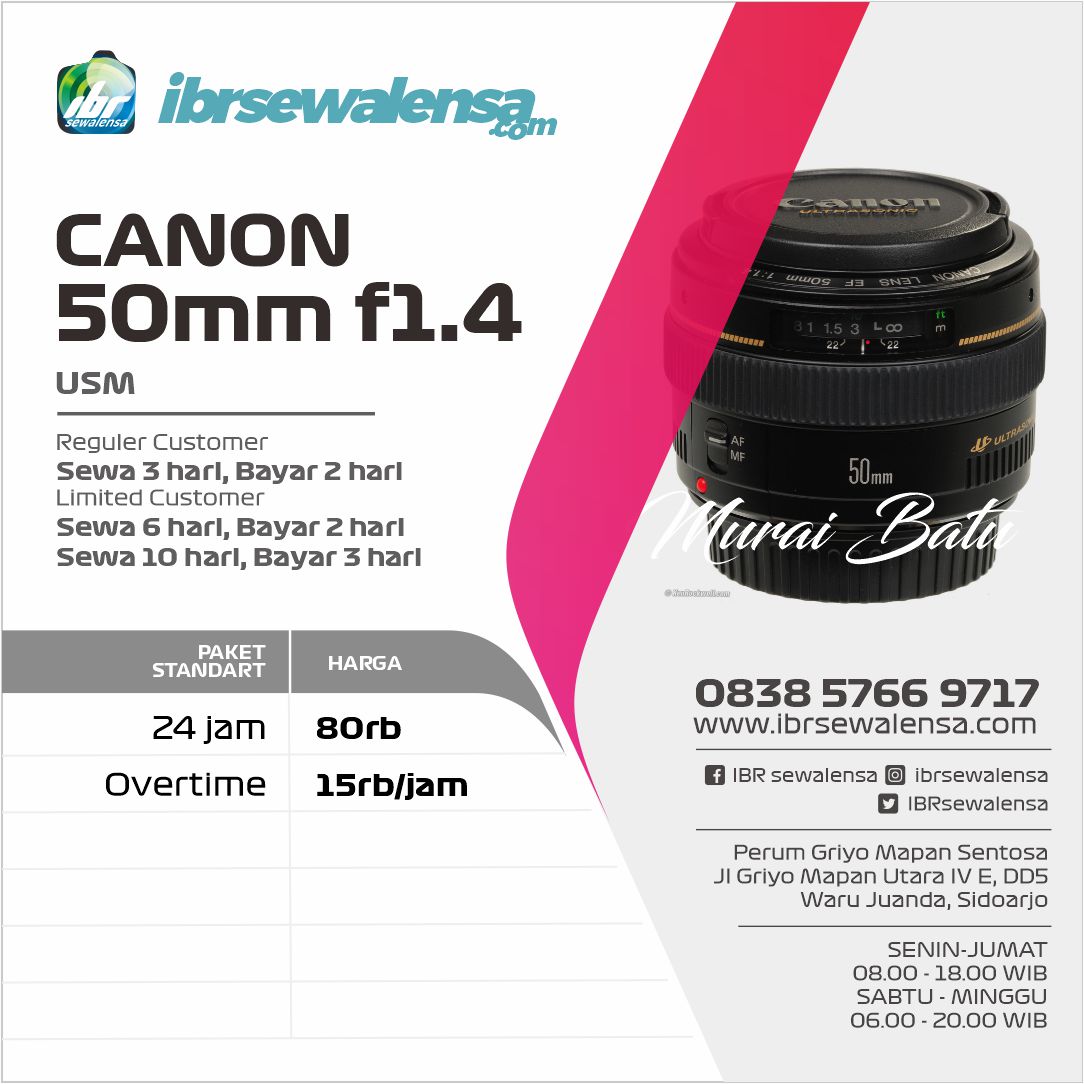 ibr
sewalensa
ibrsewalensa
.com
CANON
50mm f1.4
USM
Reguler Customer
Sewa 3 hari, Bayar 2 hari
Limited Customer
Sewa 6 hari, Bayar 2 hari
Sewa 10 hari, Bayar 3 hari
PAKET
STANDART
HARGA
24 jam
80rb
Overtime
15rb/jam
Canon
ULTRASONIC
CANON LENS EF 50mm 1:1.4
31 1.5 3 L ∞ ft
m
22 22
AF
MF
ULTRASONIC
50mm
Murai Batu
© KenRockwell.com
0838 5766 9717
www.ibrsewalensa.com
IBR sewalensa ibrsewalensa
IBRsewalensa
Perum Griyo Mapan Sentosa
Jl Griyo Mapan Utara IV E, DD5
Waru Juanda, Sidoarjo
SENIN-JUMAT
08.00 - 18.00 WIB
SABTU - MINGGU
06.00 - 20.00 WIB